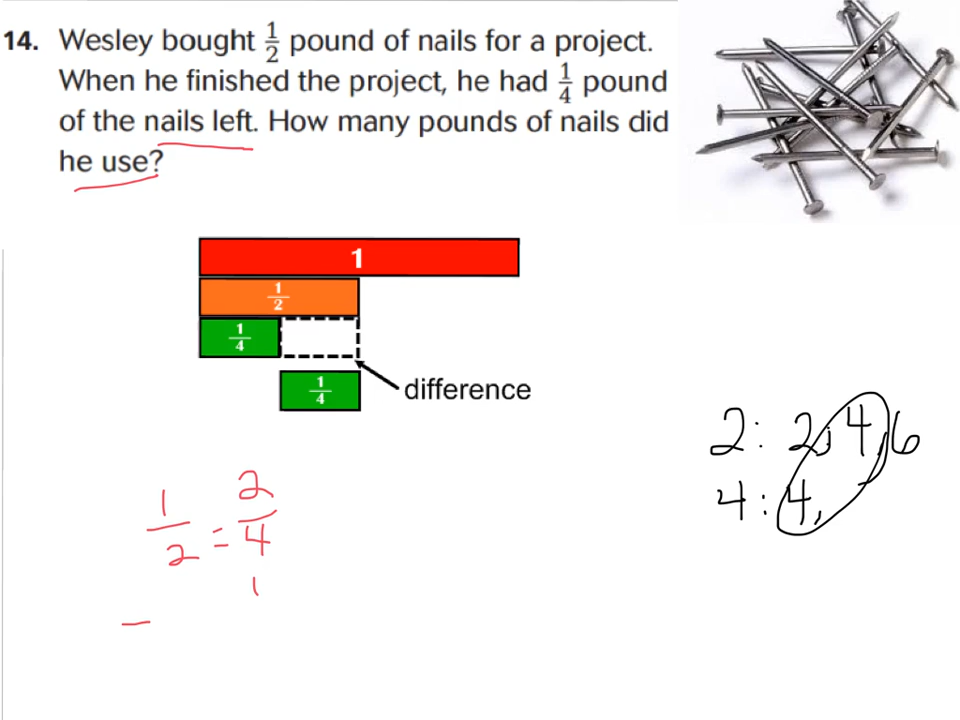 14. Wesley bought 1/2 pound of nails for a project.
When he finished the project, he had 1/4 pound
of the nails left. How many pounds of nails did
he use?
1
1/2
1/4
1/4 difference
2: 2, 4, 6
4: 4,
1/2 = 2/4
1
−